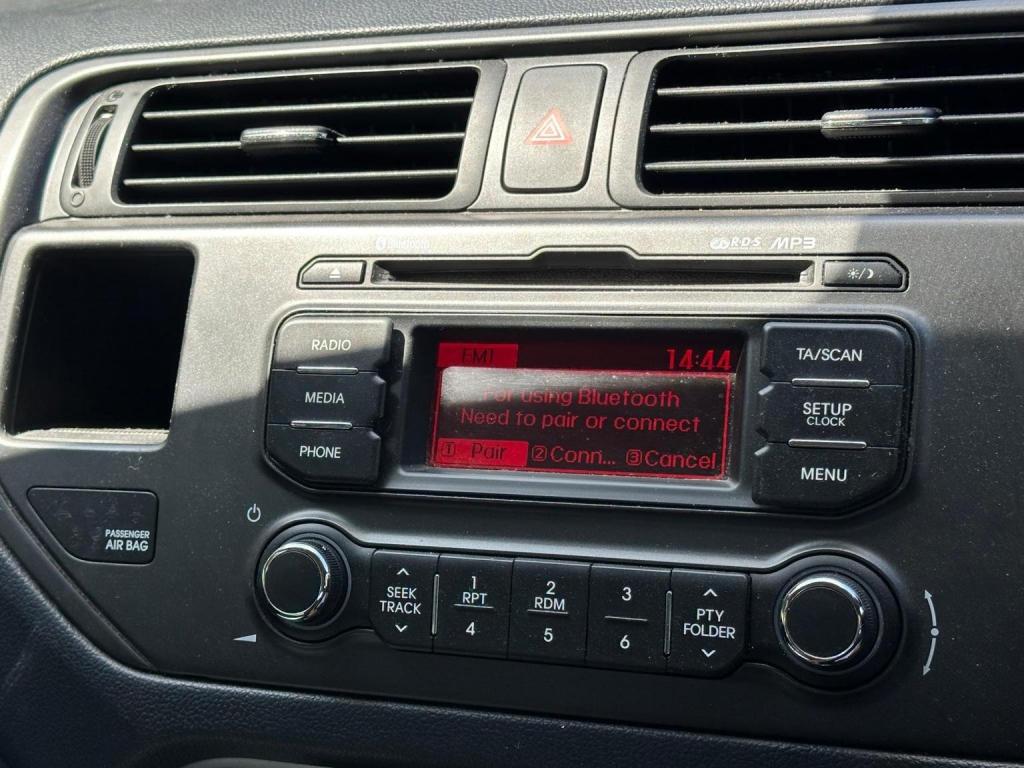 Bluetooth
RDS MP3
RADIO
MEDIA
PHONE
FM1
14:44
For using Bluetooth
Need to pair or connect
1 Pair 2 Conn... 3 Cancel
TA/SCAN
SETUP
CLOCK
MENU
PASSENGER
AIR BAG
SEEK
TRACK
1
RPT
4
2
RDM
5
3
6
PTY
FOLDER